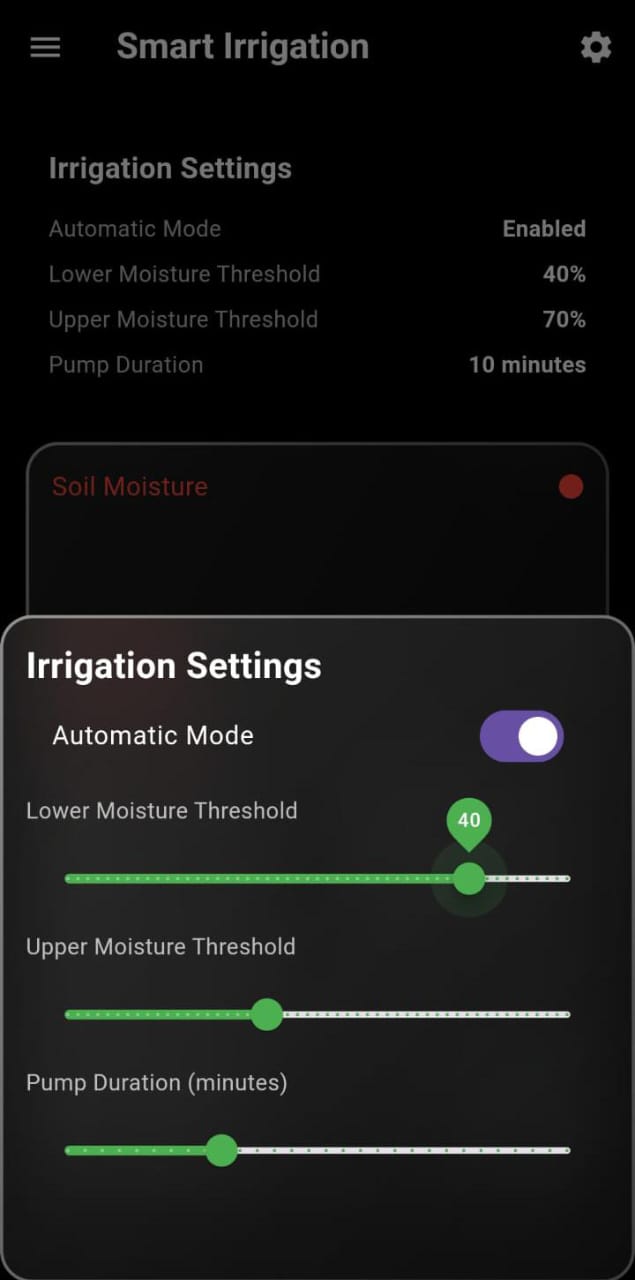 Smart Irrigation
Irrigation Settings
Automatic Mode Enabled
Lower Moisture Threshold 40%
Upper Moisture Threshold 70%
Pump Duration 10 minutes
Soil Moisture
Irrigation Settings
Automatic Mode
Lower Moisture Threshold
40
Upper Moisture Threshold
Pump Duration (minutes)